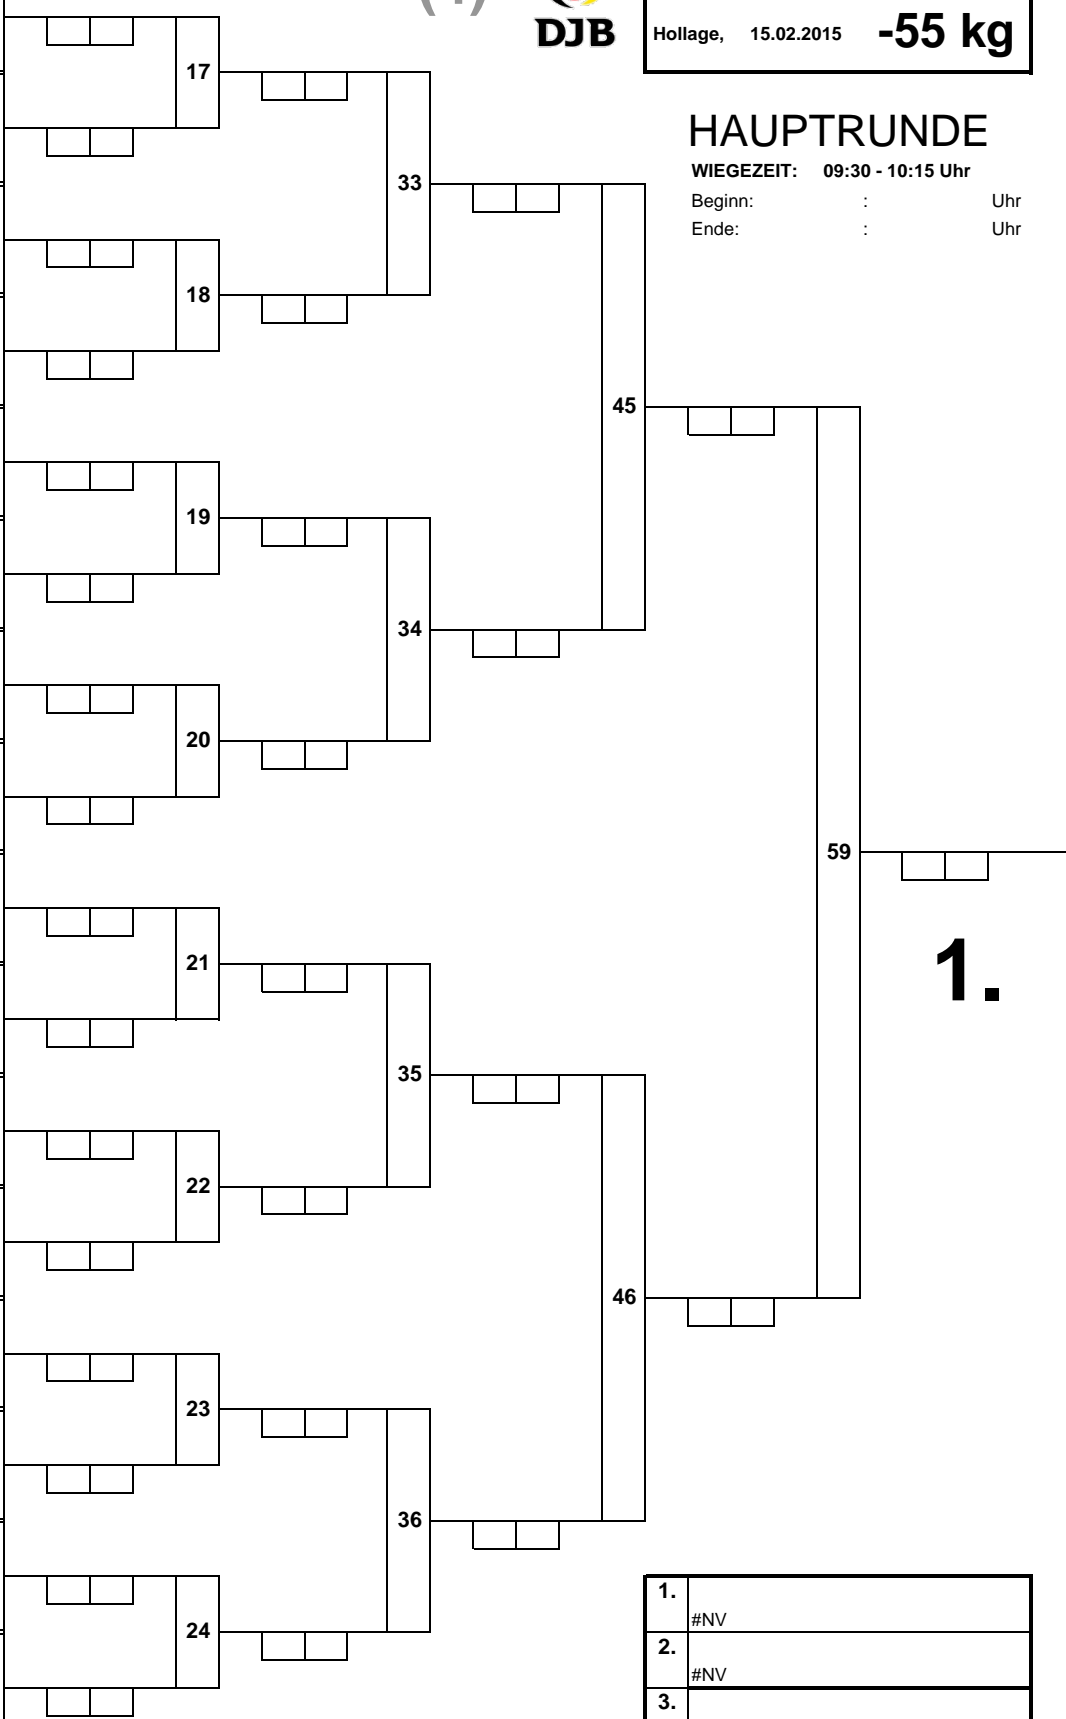 DJB
Hollage, 15.02.2015 -55 kg
17
HAUPTRUNDE
WIEGEZEIT: 09:30 - 10:15 Uhr
33
Beginn: : Uhr
Ende: : Uhr
18
45
19
34
20
59
21
1.
35
22
46
23
36
1.
#NV
24
2.
#NV
3.